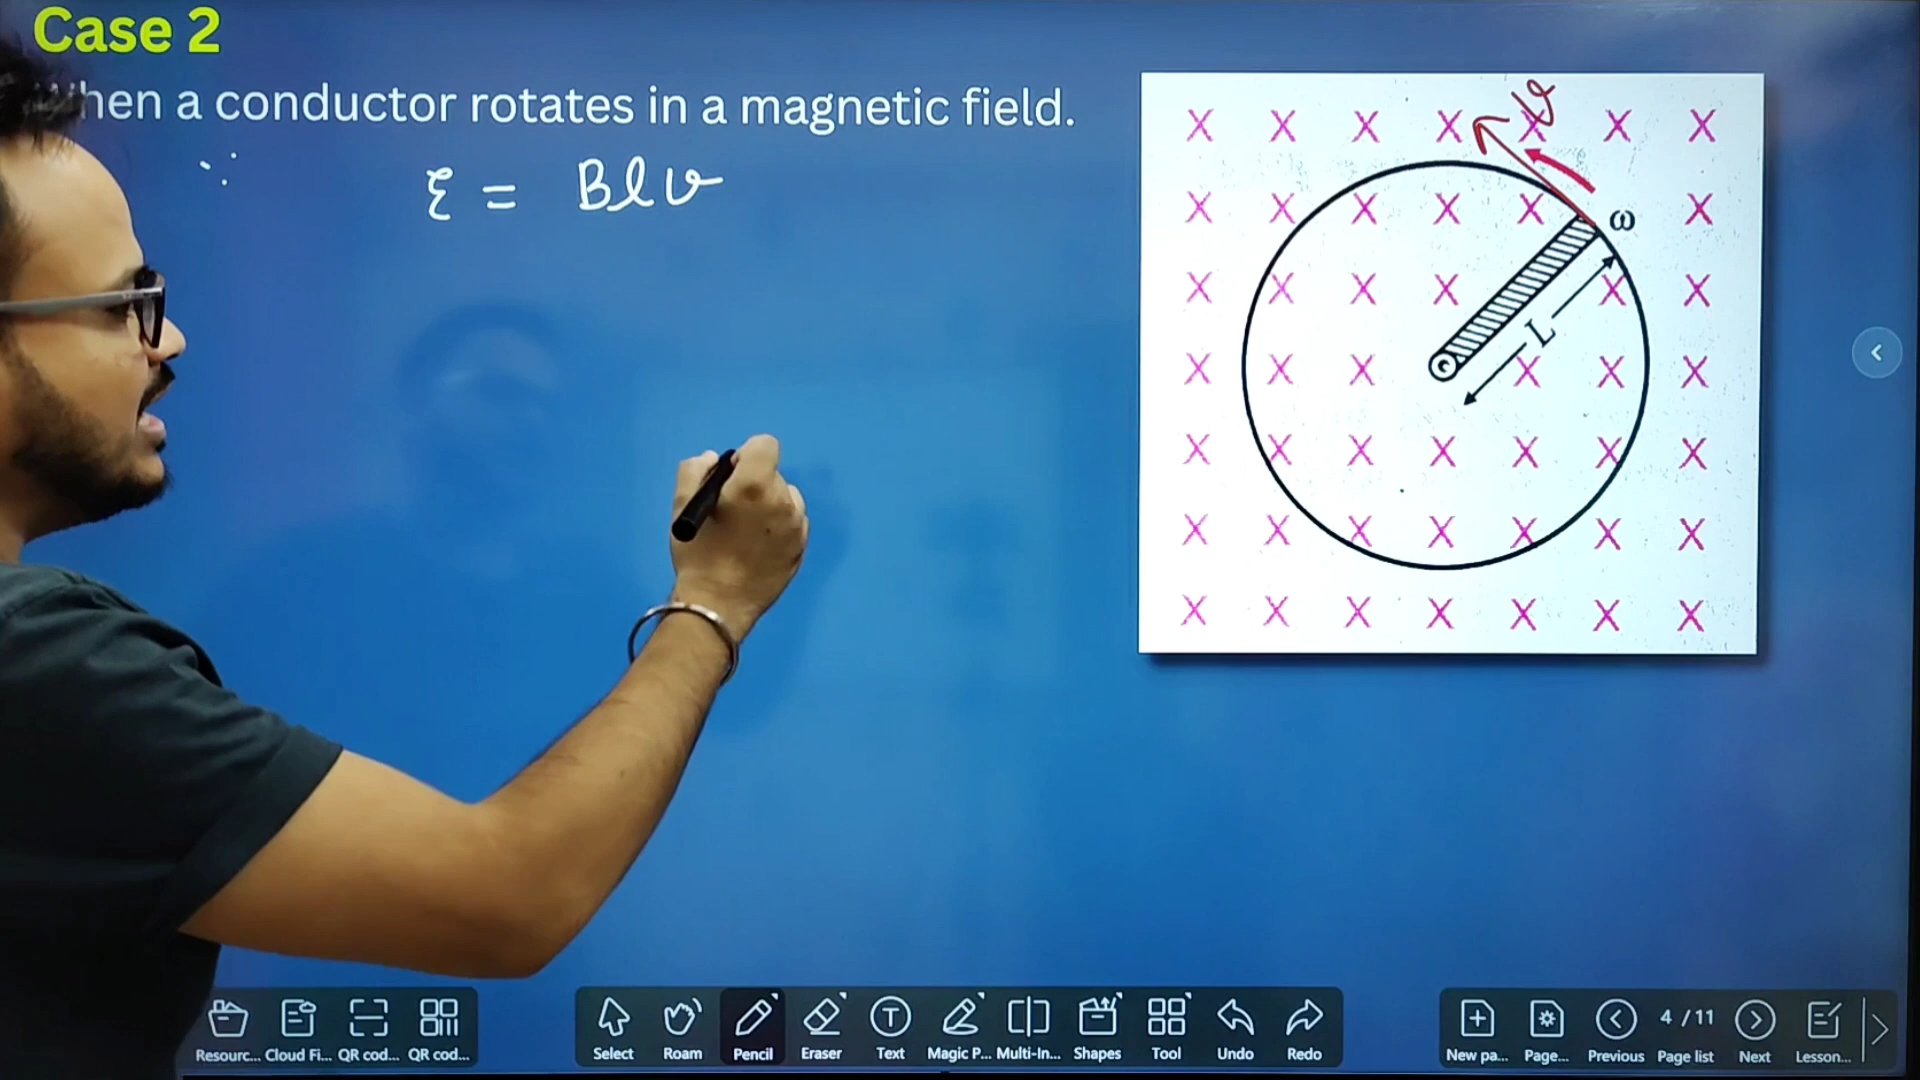 Case 2
When a conductor rotates in a magnetic field.
∵ ε = Blv
X X X X X X X
v
X X X X X X
ω
X X X X X X
L
X X X X X X
X X X X X X X
X X X X X X X
X X X X X X X
Resourc... Cloud Fi... QR cod... QR cod...
Select Roam Pencil Eraser Text Magic P... Multi-In... Shapes Tool Undo Redo
New pa... Page... Previous 4 / 11 Page list Next Lesson...